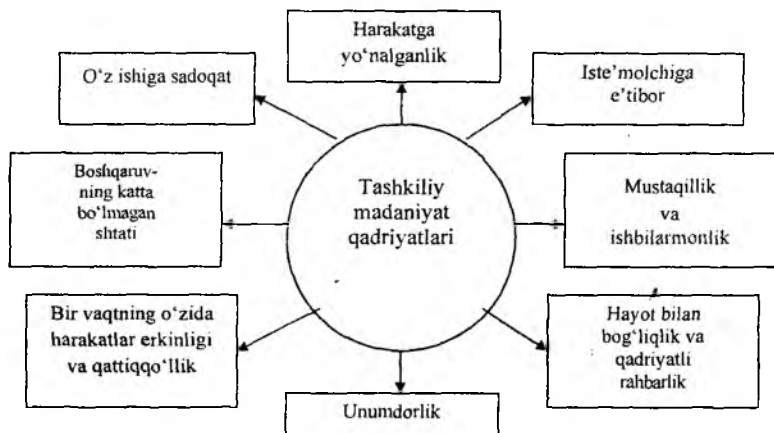 Harakatga
yo‘nalganlik
O‘z ishiga sadoqat
Iste’molchiga
e’tibor
Boshqaruv-
ning katta
bo‘lmagan
shtati
Tashkiliy
madaniyat
qadriyatlari
Mustaqillik
va
ishbilarmonlik
Bir vaqtning o‘zida
harakatlar erkinligi
va qattiqqo‘llik
Hayot bilan
bog‘liqlik va
qadriyatli
rahbarlik
Unumdorlik